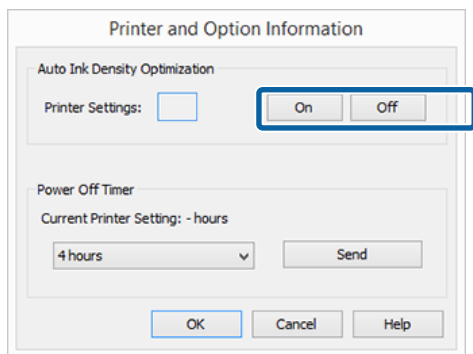 Printer and Option Information
Auto Ink Density Optimization
Printer Settings:
On
Off
Power Off Timer
Current Printer Setting: - hours
4 hours
Send
OK
Cancel
Help